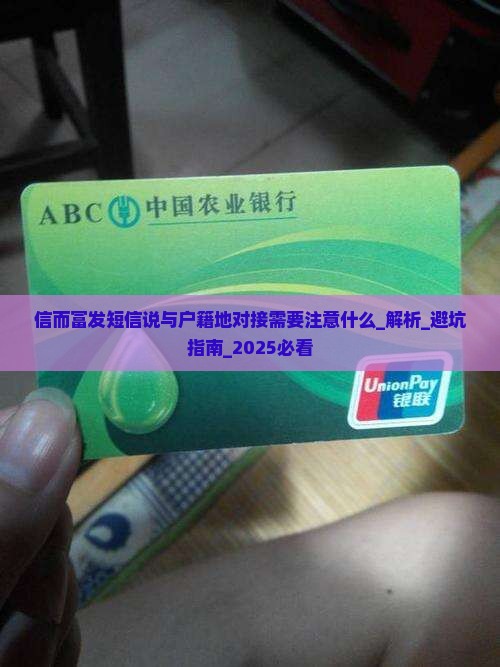 ABC 中国农业银行
信而富发短信说与户藉地对接需要注意什么_解析_避坑
指南_2025必看
UnionPay
银联